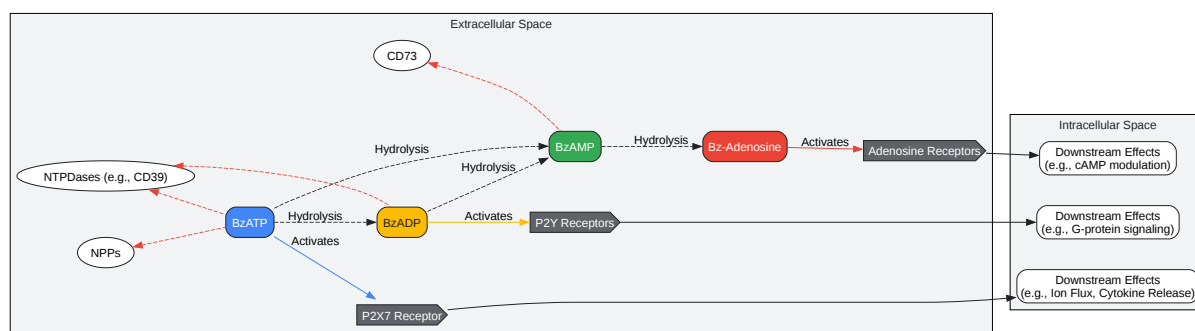 Extracellular Space
CD73
Hydrolysis
BzAMP
Hydrolysis
Bz-Adenosine
Activates
Adenosine Receptors
Intracellular Space
Downstream Effects
(e.g., cAMP modulation)
Hydrolysis
NTPDases (e.g., CD39)
BzATP
Hydrolysis
BzADP
Activates
P2Y Receptors
Downstream Effects
(e.g., G-protein signaling)
NPPs
Activates
P2X7 Receptor
Downstream Effects
(e.g., Ion Flux, Cytokine Release)